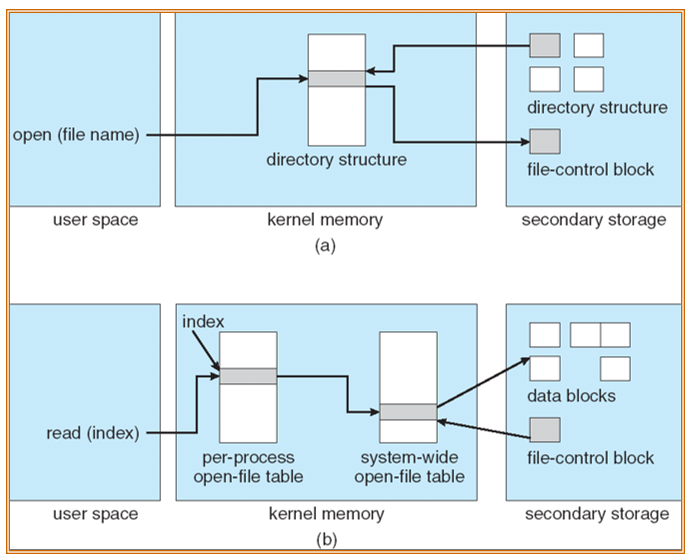 open (file name)
directory structure
directory structure
file-control block
user space
kernel memory
secondary storage
(a)
index
read (index)
per-process
open-file table
system-wide
open-file table
data blocks
file-control block
user space
kernel memory
secondary storage
(b)